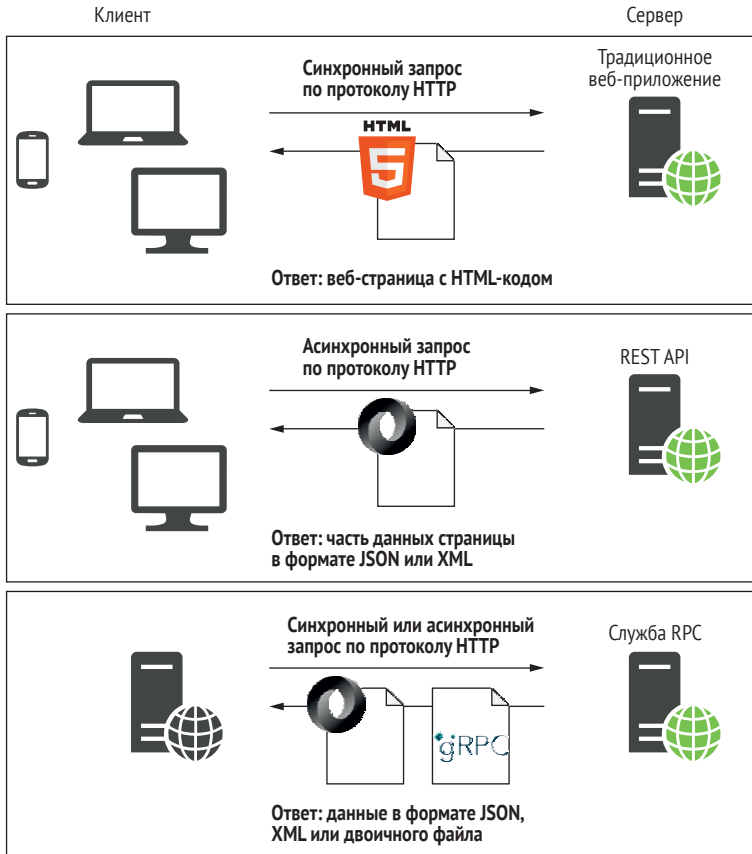 Клиент
Сервер
Синхронный запрос
по протоколу HTTP
Традиционное
веб-приложение
HTML
5
Ответ: веб-страница с HTML-кодом
Асинхронный запрос
по протоколу HTTP
REST API
Ответ: часть данных страницы
в формате JSON или XML
Синхронный или асинхронный
запрос по протоколу HTTP
Служба RPC
gRPC
Ответ: данные в формате JSON,
XML или двоичного файла